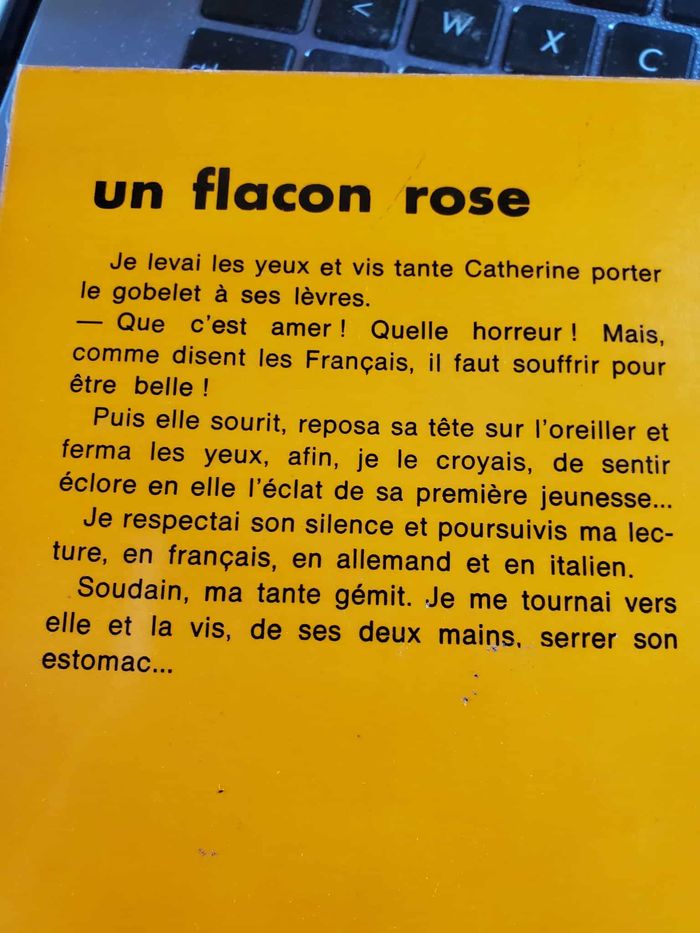 <
W
X
C
un flacon rose
Je levai les yeux et vis tante Catherine porter
le gobelet à ses lèvres.
— Que c'est amer ! Quelle horreur ! Mais,
comme disent les Français, il faut souffrir pour
être belle !
Puis elle sourit, reposa sa tête sur l'oreiller et
ferma les yeux, afin, je le croyais, de sentir
éclore en elle l'éclat de sa première jeunesse...
Je respectai son silence et poursuivis ma lec-
ture, en français, en allemand et en italien.
Soudain, ma tante gémit. Je me tournai vers
elle et la vis, de ses deux mains, serrer son
estomac...